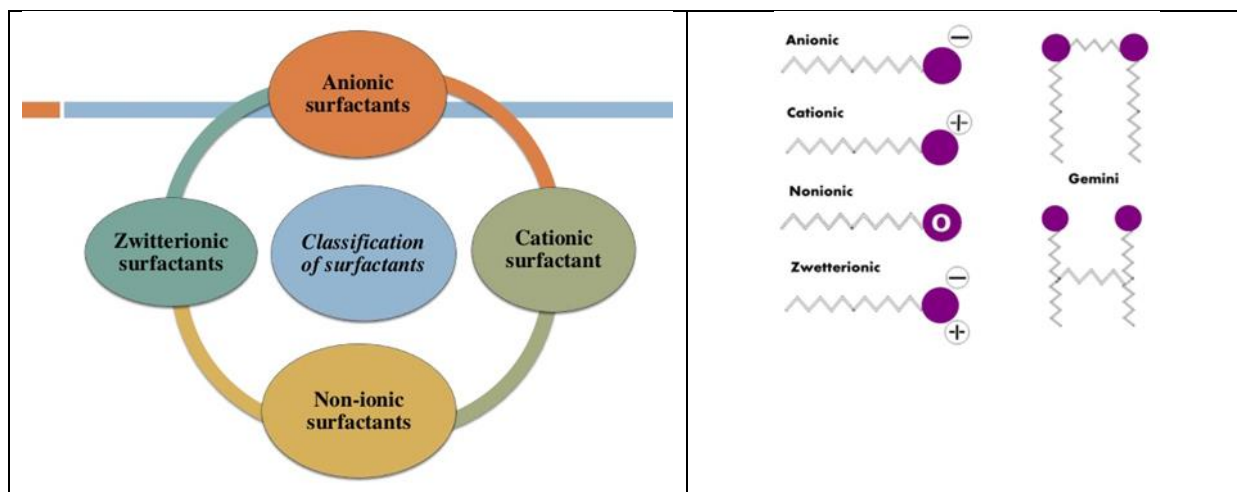 Anionic
surfactants
Zwitterionic
surfactants
Classification
of surfactants
Cationic
surfactant
Non-ionic
surfactants
Anionic
Cationic
Nonionic
O
Zwetterionic
Gemini